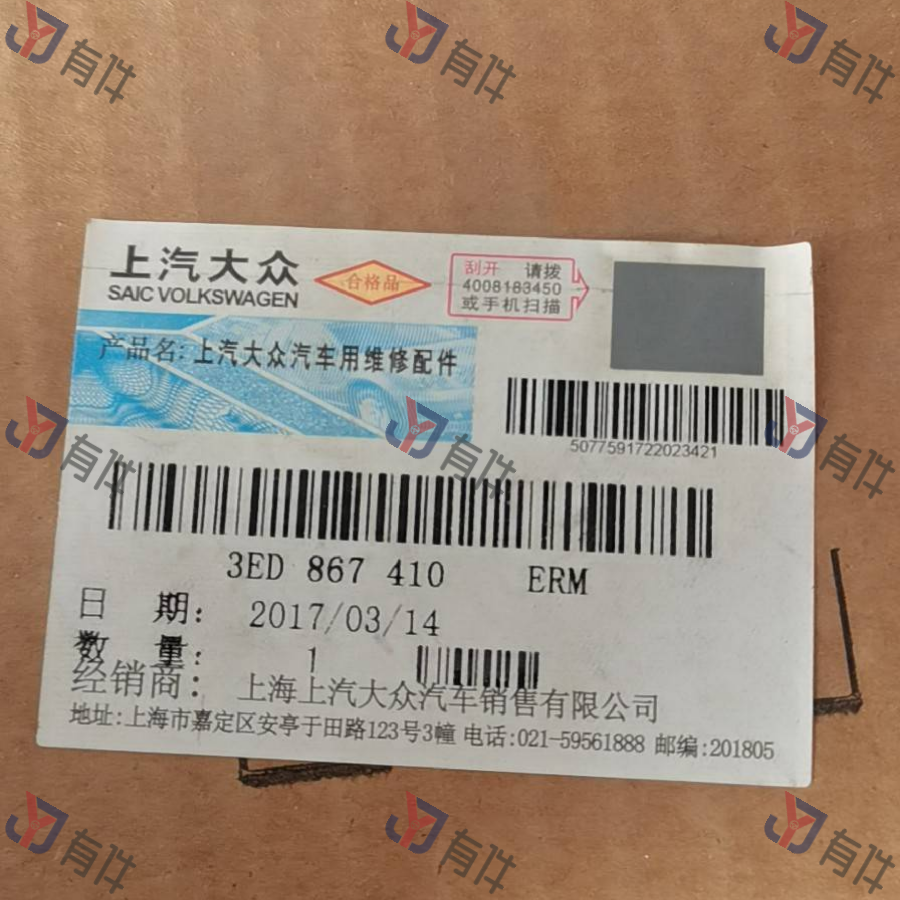 上汽大众
SAIC VOLKSWAGEN
合格品
刮开 请拨
4008183450
或手机扫描
产品名: 上汽大众汽车用维修配件
5077591722023421
3ED 867 410 ERM
日 期: 2017/03/14
数 量: 1
经销商: 上海上汽大众汽车销售有限公司
地址:上海市嘉定区安亭于田路123号3幢 电话:021-59561888 邮编:201805
有件
有件
有件
有件
有件
有件
有件
有件
有件